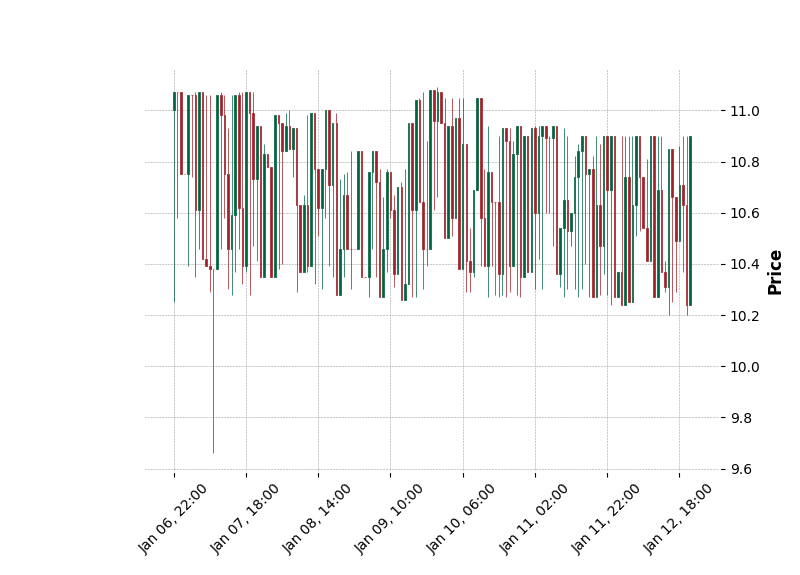 11.0
10.8
10.6
10.4
10.2
10.0
9.8
9.6
Price
Jan 06, 22:00
Jan 07, 18:00
Jan 08, 14:00
Jan 09, 10:00
Jan 10, 06:00
Jan 11, 02:00
Jan 11, 22:00
Jan 12, 18:00